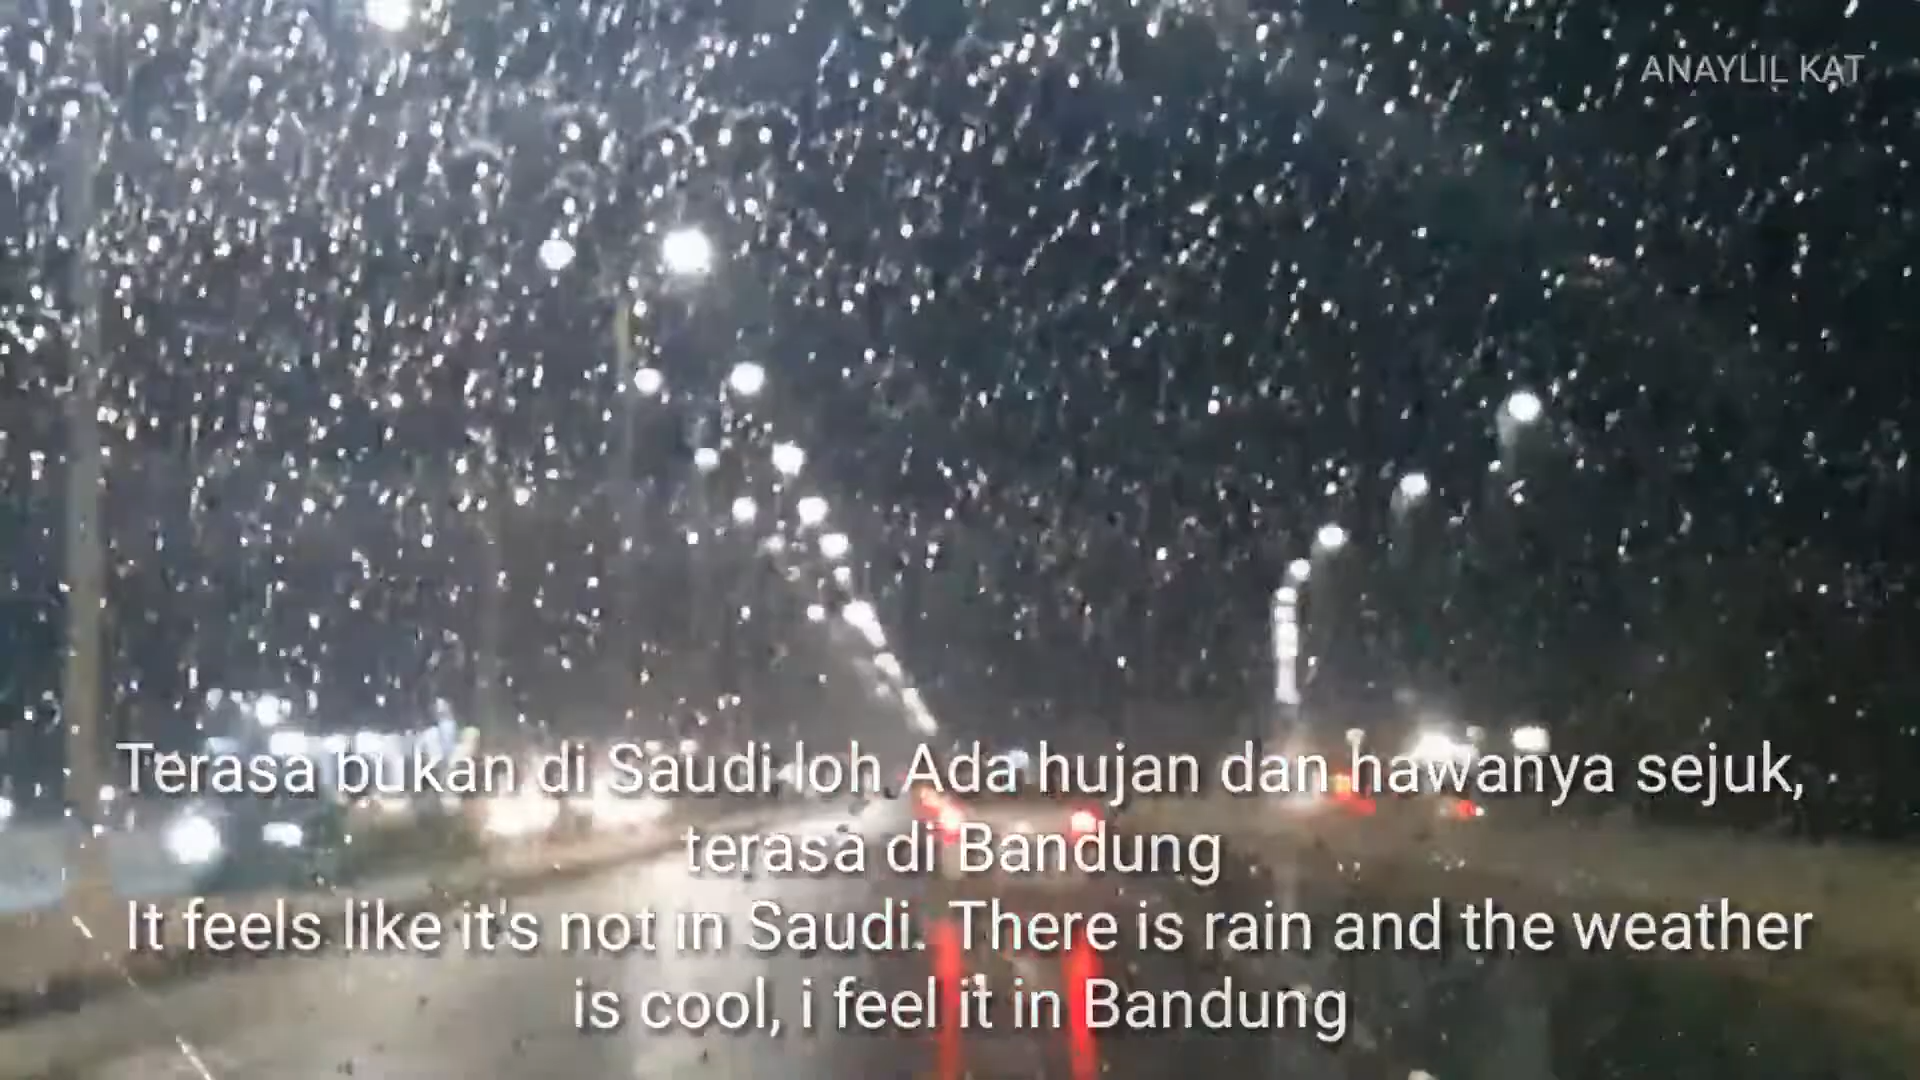 ANAYLIL KAT
Terasa bukan di Saudi loh Ada hujan dan hawanya sejuk,
terasa di Bandung
It feels like it's not in Saudi. There is rain and the weather
is cool, i feel it in Bandung